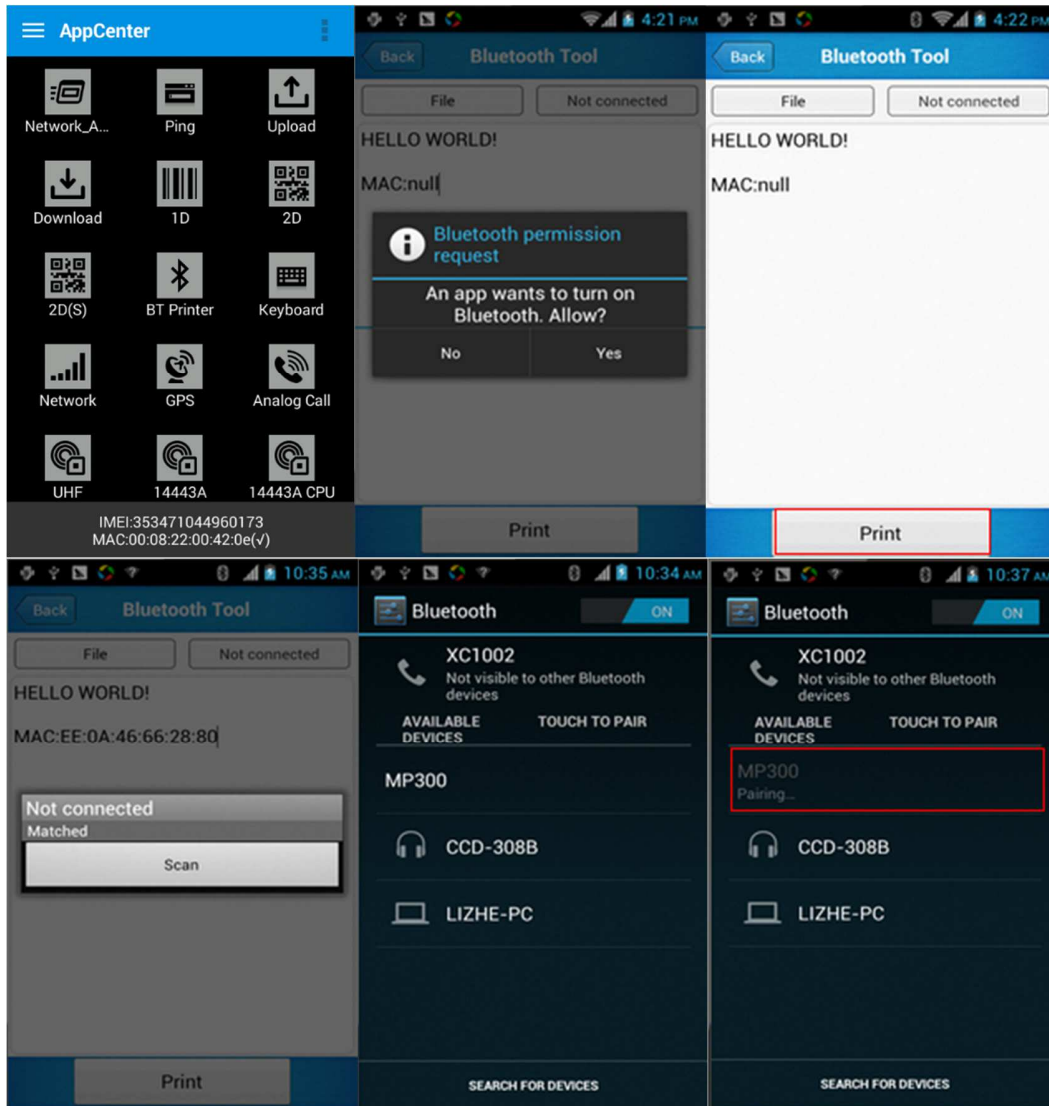 AppCenter
Network_A...
Ping
Upload
Download
1D
2D
2D(S)
BT Printer
Keyboard
Network
GPS
Analog Call
UHF
14443A
14443A CPU
IMEI:353471044960173
MAC:00:08:22:00:42:0e(√)
4:21 PM
Back
Bluetooth Tool
File
Not connected
HELLO WORLD!
MAC:null
Bluetooth permission
request
An app wants to turn on
Bluetooth. Allow?
No
Yes
Print
4:22 PM
Back
Bluetooth Tool
File
Not connected
HELLO WORLD!
MAC:null
Print
10:35 AM
Back
Bluetooth Tool
File
Not connected
HELLO WORLD!
MAC:EE:0A:46:66:28:80
Not connected
Matched
Scan
Print
10:34 AM
Bluetooth
ON
XC1002
Not visible to other Bluetooth
devices
AVAILABLE
DEVICES
TOUCH TO PAIR
MP300
CCD-308B
LIZHE-PC
SEARCH FOR DEVICES
10:37 AM
Bluetooth
ON
XC1002
Not visible to other Bluetooth
devices
AVAILABLE
DEVICES
TOUCH TO PAIR
MP300
Pairing...
CCD-308B
LIZHE-PC
SEARCH FOR DEVICES